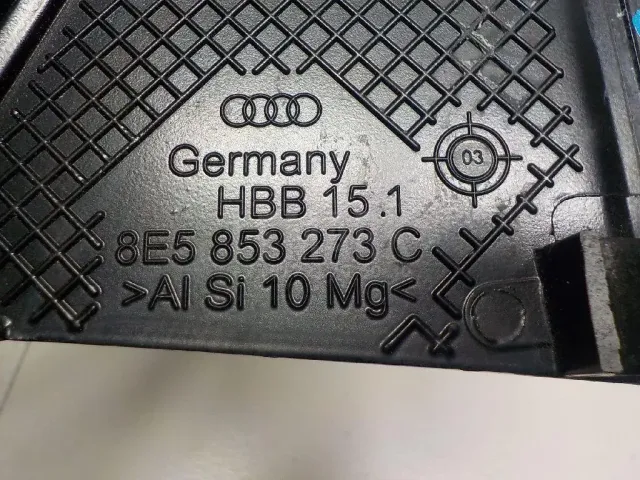 Germany
03
HBB 15.1
8E5 853 273 C
>Al Si 10 Mg<